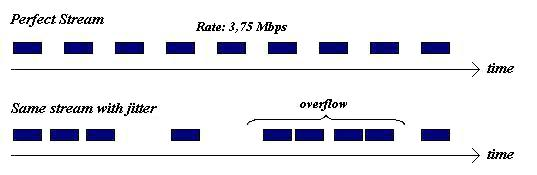 Perfect Stream
Rate: 3,75 Mbps
time
Same stream with jitter
overflow
time